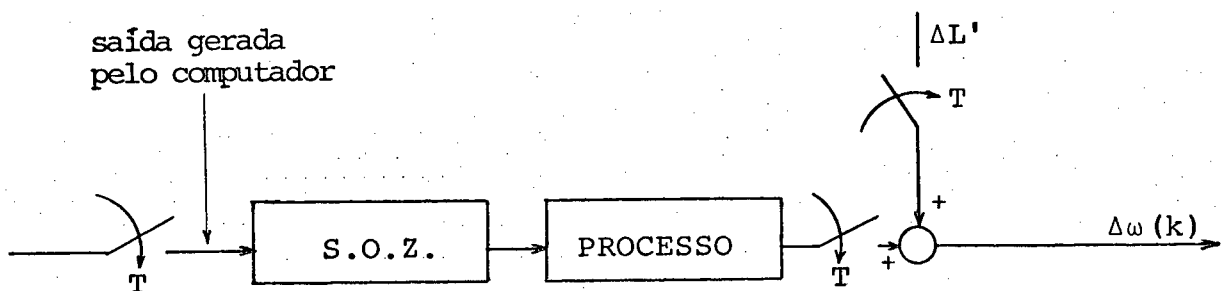 saída gerada
pelo computador
ΔL'
T
T
S.O.Z.
PROCESSO
T
+
+
Δω(k)